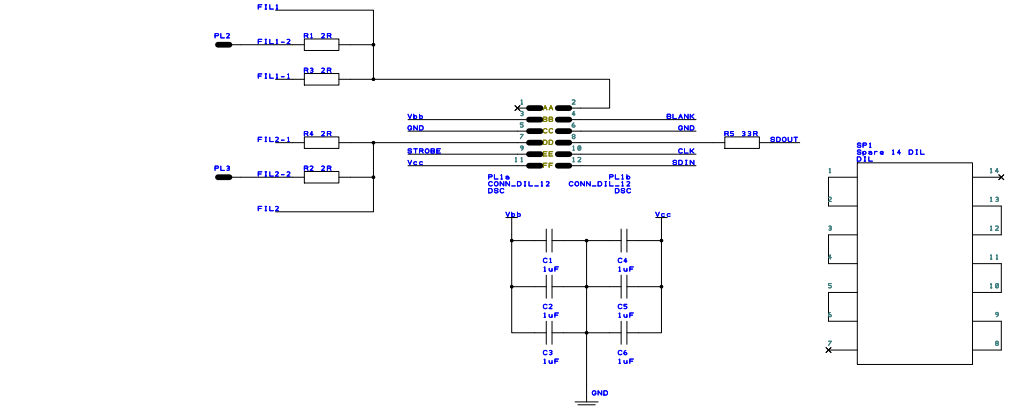 FIL1
PL2
FIL1-2
R1 2R
FIL1-1
R3 2R
1 AA 2
Vbb 3 BB 4 BLANK
GND 5 CC 6 GND
FIL2-1 R4 2R 7 DD 8 R5 33R SDOUT
STROBE 9 EE 10 CLK
Vcc 11 FF 12 SDIN
PL3
FIL2-2
R2 2R
FIL2
PL1a
CONN_DIL_12
DSC
PL1b
CONN_DIL_12
DSC
Vbb
Vcc
C1
1uF
C4
1uF
C2
1uF
C5
1uF
C3
1uF
C6
1uF
GND
SP1
Spare 14 DIL
DIL
1 14
2 13
3 12
4 11
5 10
6 9
7 8